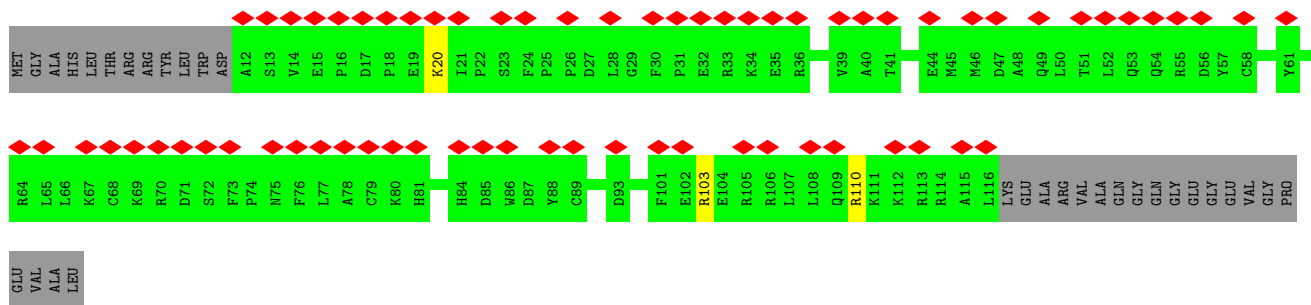 MET GLY ALA HIS LEU THR ARG ARG TYR LEU TRP ASP A12 S13 V14 E15 P16 D17 P18 E19 K20 I21 P22 S23 F24 P25 P26 D27 L28 G29 F30 P31 E32 R33 K34 E35 R36 V39 A40 T41 E44 M45 M46 D47 A48 Q49 L50 T51 L52 Q53 Q54 R55 D56 Y57 C58 Y61
R64 L65 L66 K67 C68 K69 R70 D71 S72 F73 P74 N75 F76 L77 A78 C79 K80 H81 H84 D85 W86 D87 Y88 C89 D93 F101 E102 R103 E104 R105 R106 L107 L108 Q109 R110 K111 K112 R113 R114 A115 L116 LYS GLU ALA ARG VAL ALA GLN GLY GLN GLY GLU GLY GLU VAL GLY PRO
GLU VAL ALA LEU